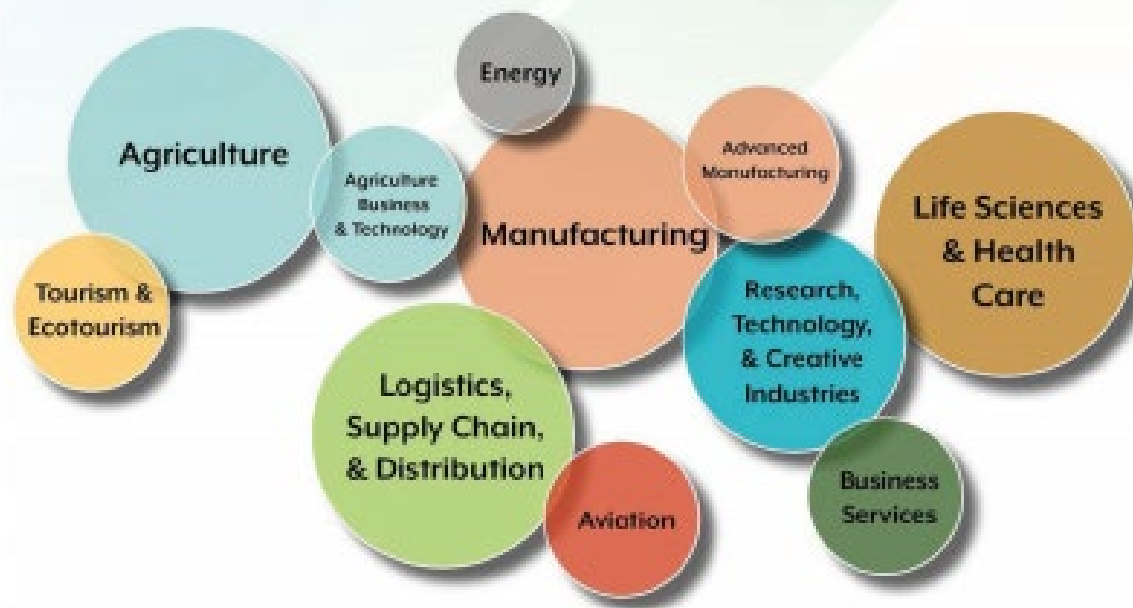 Agriculture
Tourism &
Ecotourism
Agriculture
Business
& Technology
Energy
Manufacturing
Advanced
Manufacturing
Logistics,
Supply Chain,
& Distribution
Aviation
Research,
Technology,
& Creative
Industries
Business
Services
Life Sciences
& Health
Care